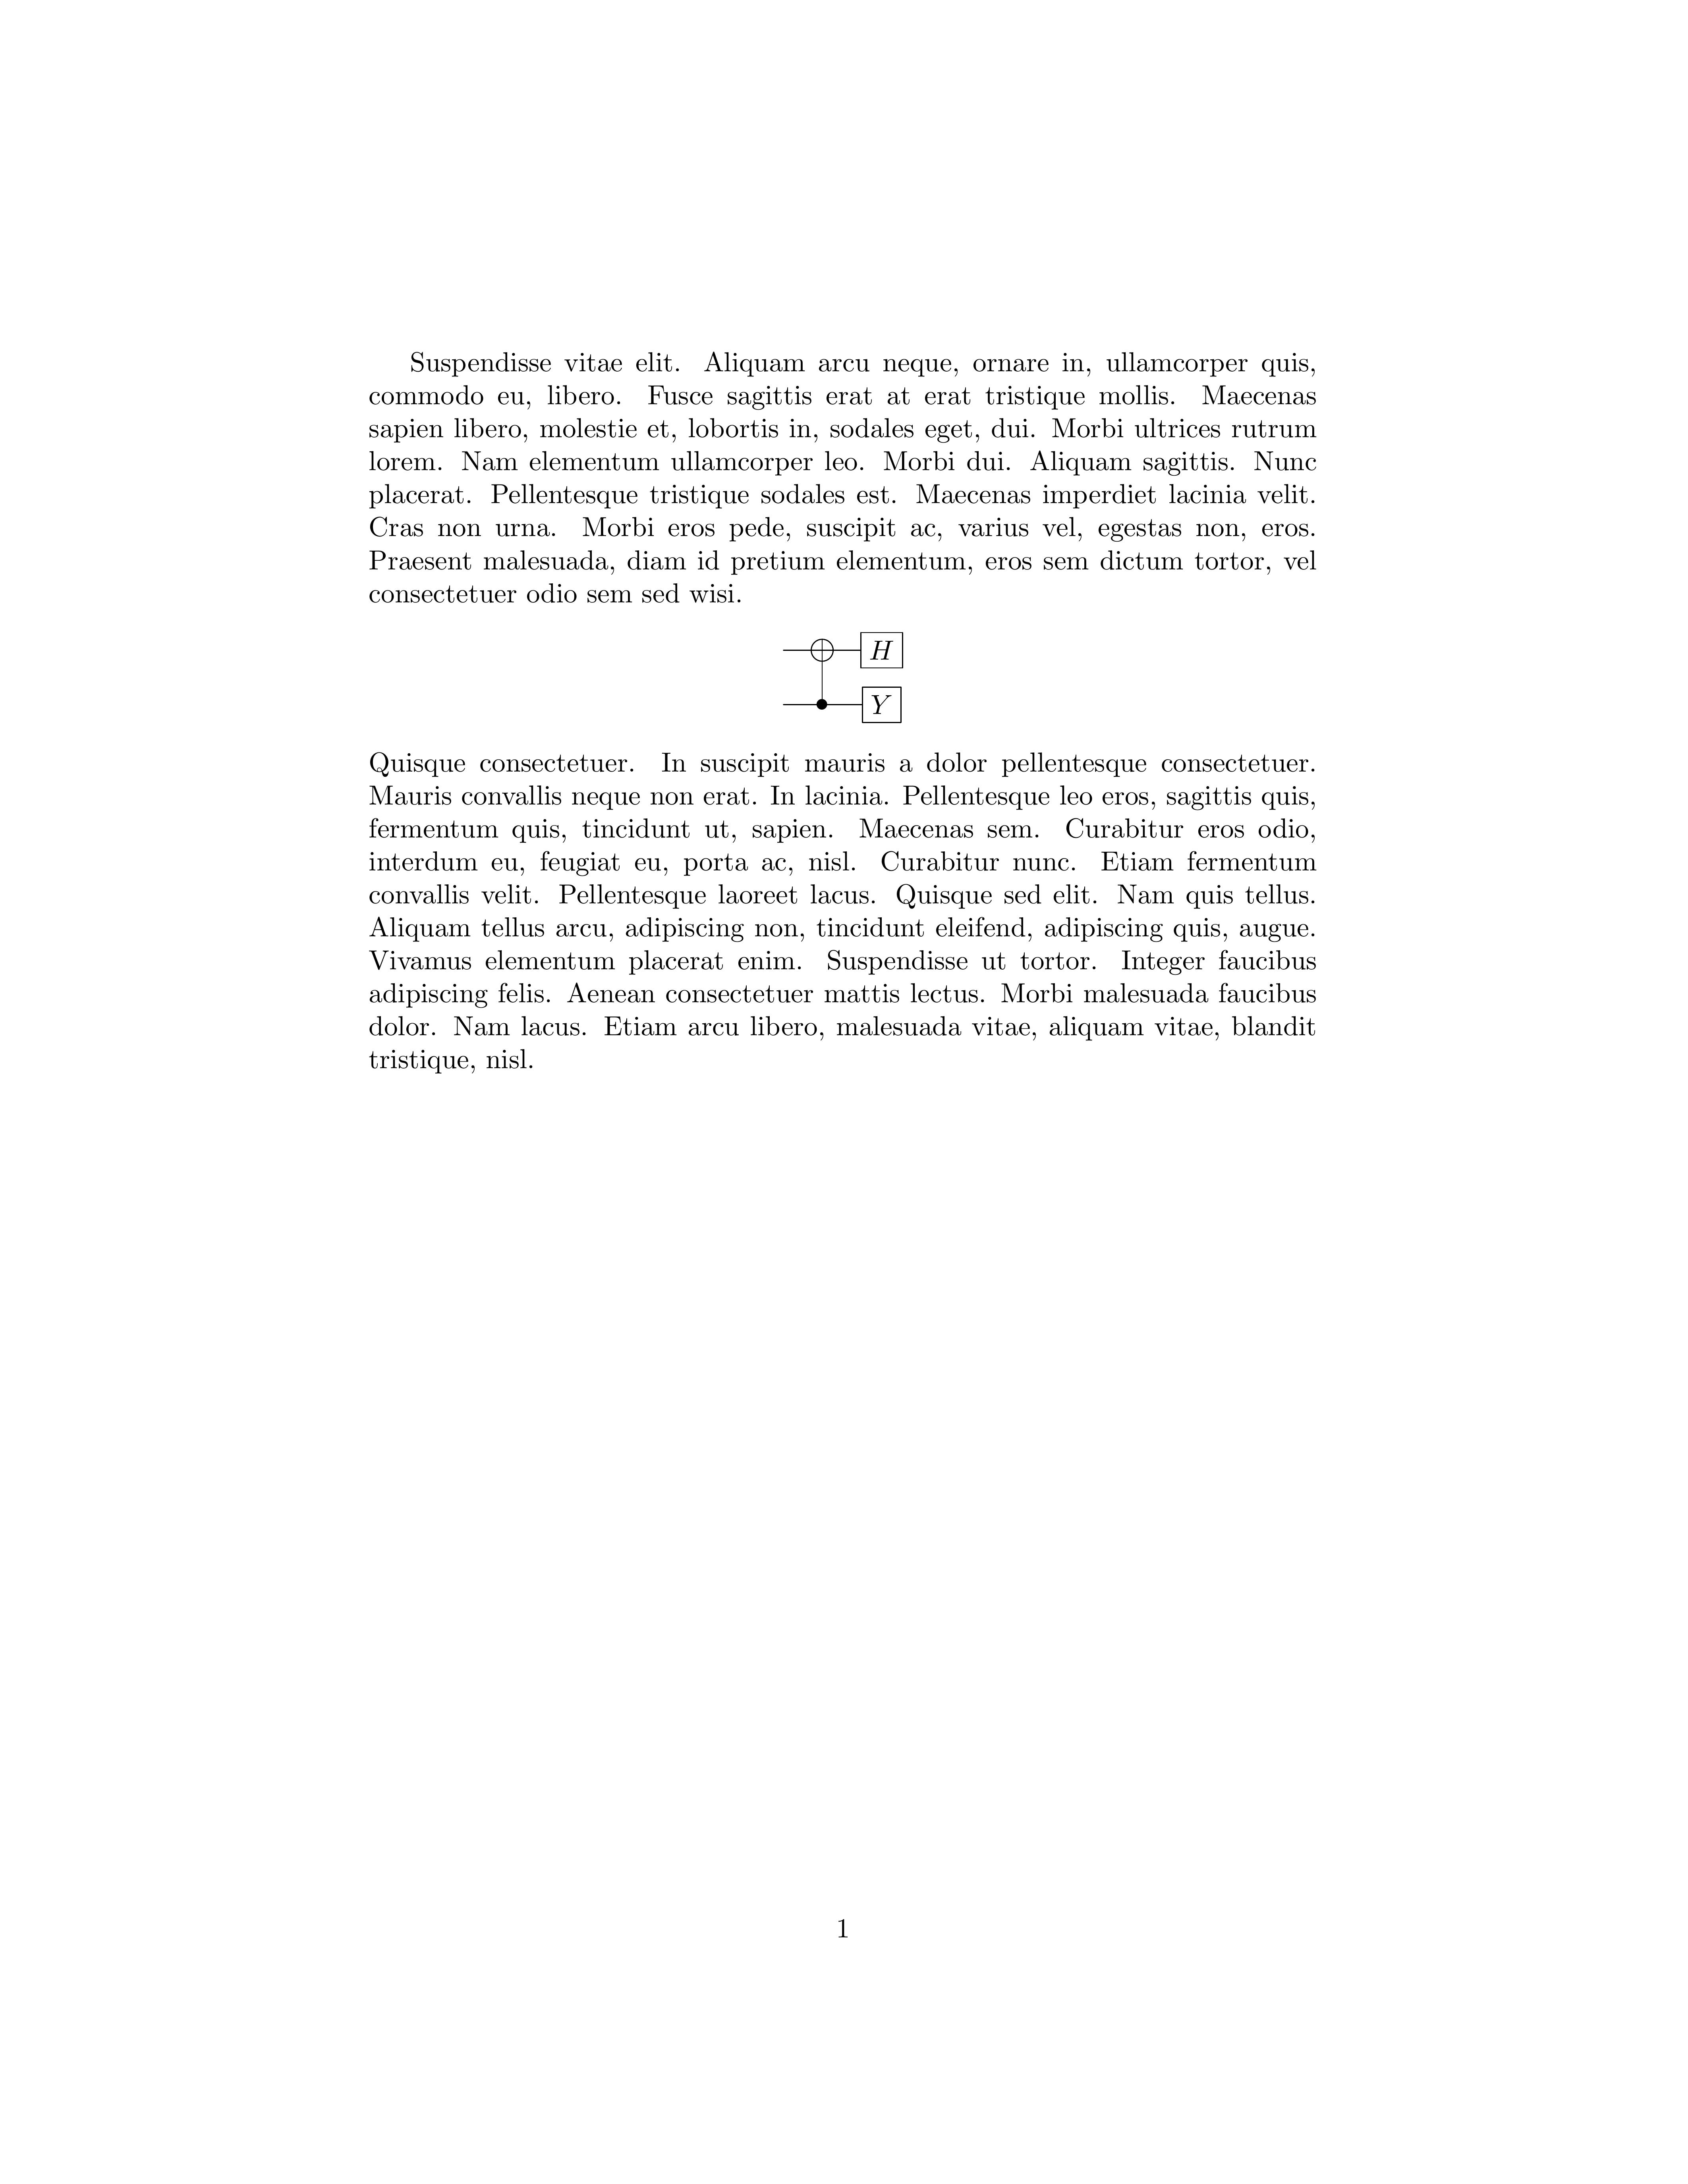 Suspendisse vitae elit. Aliquam arcu neque, ornare in, ullamcorper quis,
commodo eu, libero. Fusce sagittis erat at erat tristique mollis. Maecenas
sapien libero, molestie et, lobortis in, sodales eget, dui. Morbi ultrices rutrum
lorem. Nam elementum ullamcorper leo. Morbi dui. Aliquam sagittis. Nunc
placerat. Pellentesque tristique sodales est. Maecenas imperdiet lacinia velit.
Cras non urna. Morbi eros pede, suscipit ac, varius vel, egestas non, eros.
Praesent malesuada, diam id pretium elementum, eros sem dictum tortor, vel
consectetuer odio sem sed wisi.
H
Y
Quisque consectetuer. In suscipit mauris a dolor pellentesque consectetuer.
Mauris convallis neque non erat. In lacinia. Pellentesque leo eros, sagittis quis,
fermentum quis, tincidunt ut, sapien. Maecenas sem. Curabitur eros odio,
interdum eu, feugiat eu, porta ac, nisl. Curabitur nunc. Etiam fermentum
convallis velit. Pellentesque laoreet lacus. Quisque sed elit. Nam quis tellus.
Aliquam tellus arcu, adipiscing non, tincidunt eleifend, adipiscing quis, augue.
Vivamus elementum placerat enim. Suspendisse ut tortor. Integer faucibus
adipiscing felis. Aenean consectetuer mattis lectus. Morbi malesuada faucibus
dolor. Nam lacus. Etiam arcu libero, malesuada vitae, aliquam vitae, blandit
tristique, nisl.
1